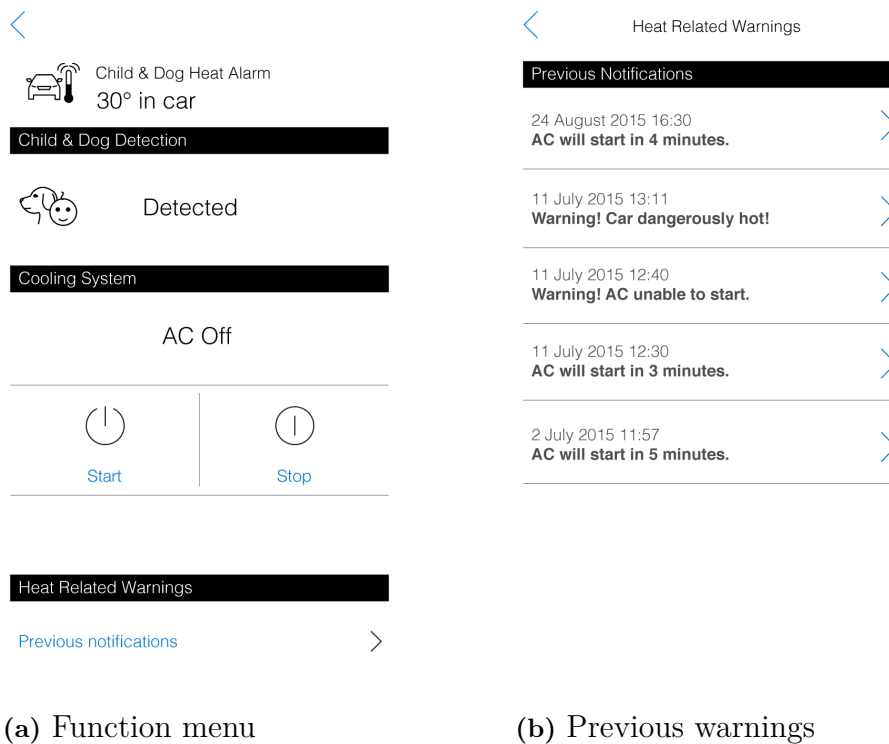 Child & Dog Heat Alarm
30° in car
Child & Dog Detection
Detected
Cooling System
AC Off
Start
Stop
Heat Related Warnings
Previous notifications
(a) Function menu
Heat Related Warnings
Previous Notifications
24 August 2015 16:30
AC will start in 4 minutes.
11 July 2015 13:11
Warning! Car dangerously hot!
11 July 2015 12:40
Warning! AC unable to start.
11 July 2015 12:30
AC will start in 3 minutes.
2 July 2015 11:57
AC will start in 5 minutes.
(b) Previous warnings